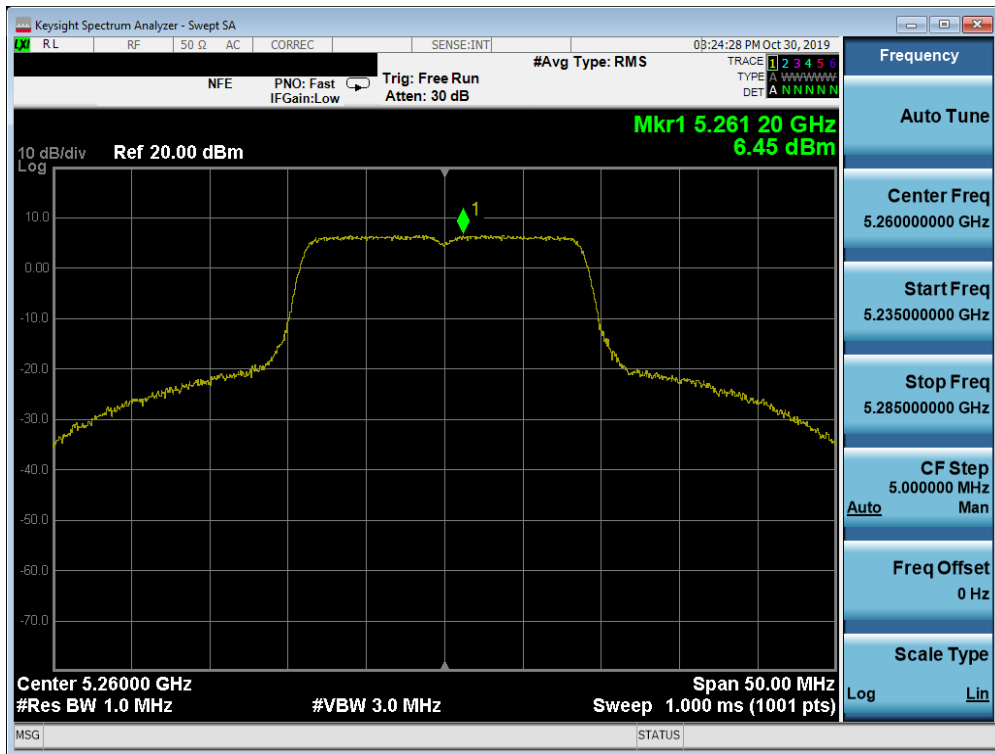 Keysight Spectrum Analyzer - Swept SA
LXI RL RF 50 Ω AC CORREC SENSE:INT 03:24:28 PM Oct 30, 2019
#Avg Type: RMS TRACE 1 2 3 4 5 6
NFE PNO: Fast Trig: Free Run TYPE A WWWWW
IFGain:Low Atten: 30 dB DET A N N N N N
Mkr1 5.261 20 GHz
10 dB/div Ref 20.00 dBm 6.45 dBm
Log
1
10.0
0.00
-10.0
-20.0
-30.0
-40.0
-50.0
-60.0
-70.0
Center 5.26000 GHz Span 50.00 MHz
#Res BW 1.0 MHz #VBW 3.0 MHz Sweep 1.000 ms (1001 pts)
MSG STATUS
Frequency
Auto Tune
Center Freq
5.260000000 GHz
Start Freq
5.235000000 GHz
Stop Freq
5.285000000 GHz
CF Step
5.000000 MHz
Auto Man
Freq Offset
0 Hz
Scale Type
Log Lin